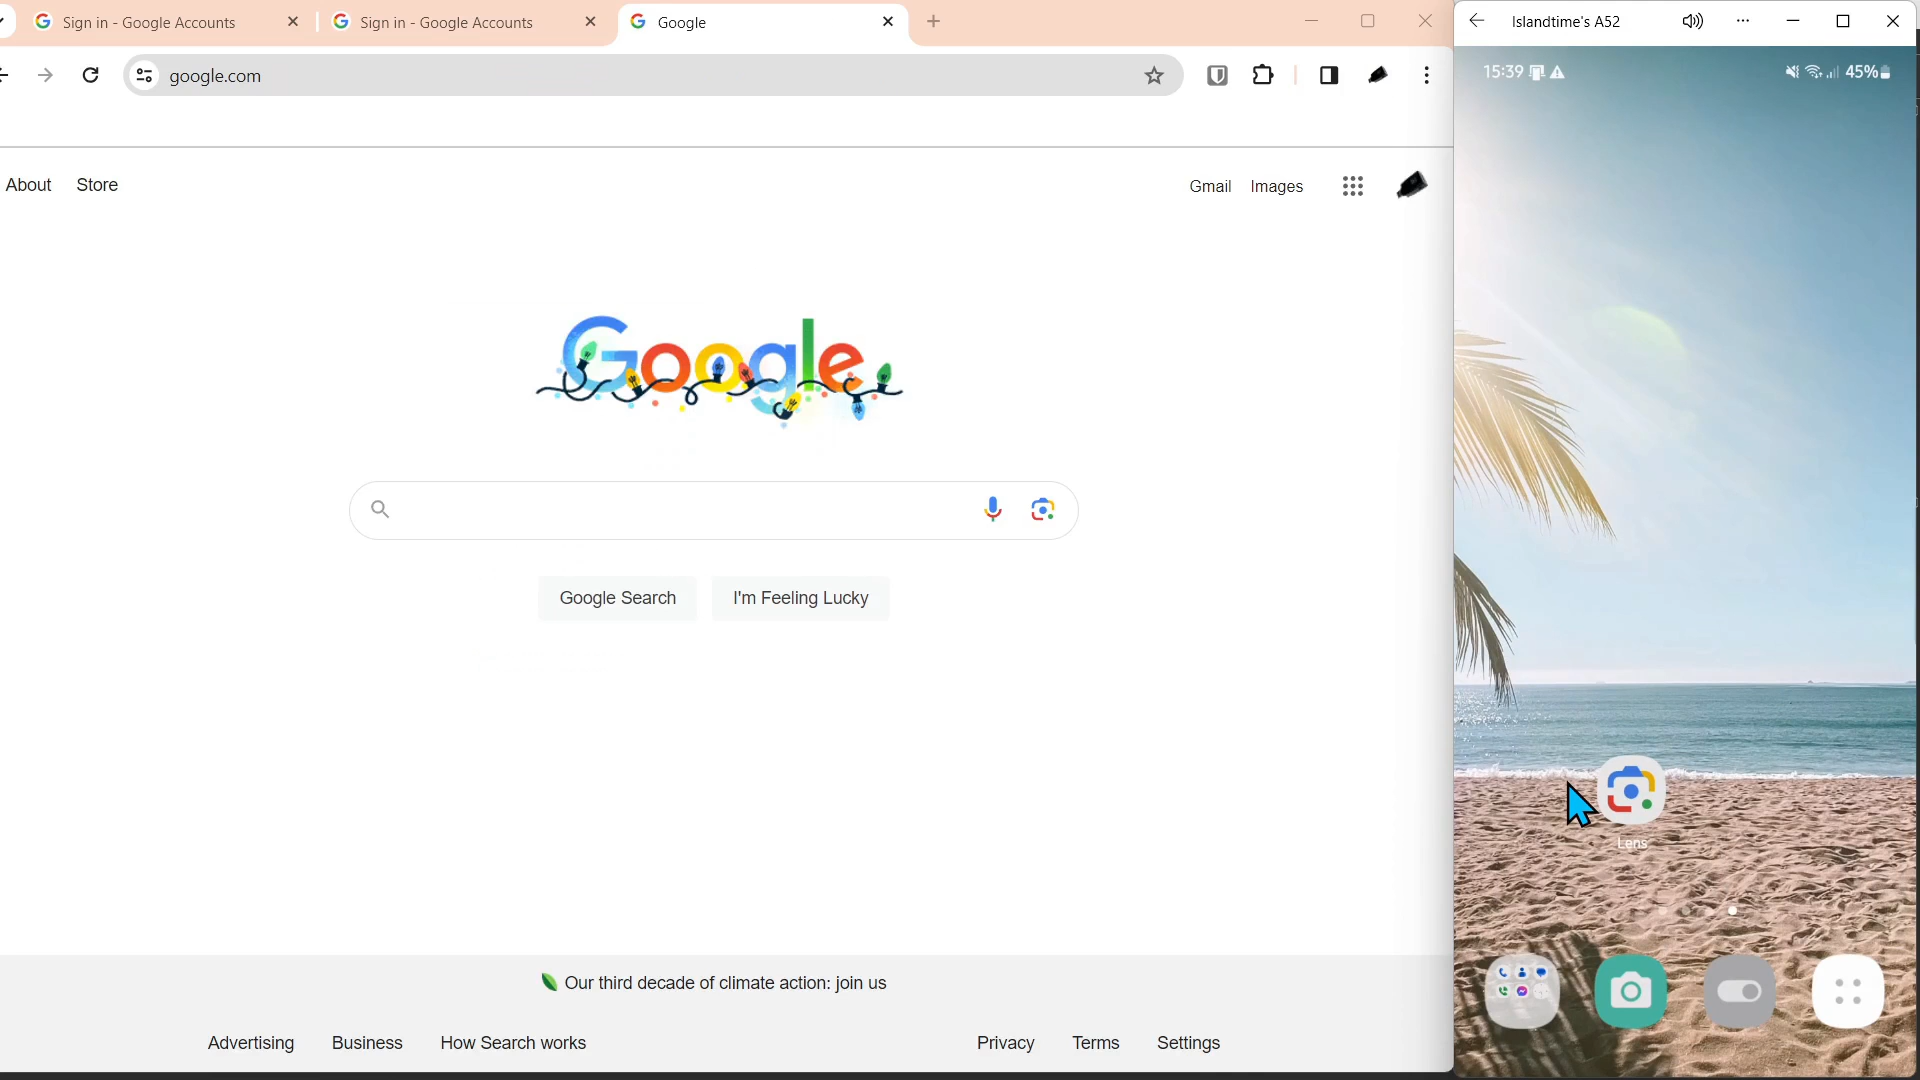 Sign in - Google Accounts
Sign in - Google Accounts
Google
google.com
About
Store
Gmail
Images
Google
Google Search
I'm Feeling Lucky
Our third decade of climate action: join us
Advertising
Business
How Search works
Privacy
Terms
Settings
Islandtime's A52
15:39
45%
Lens